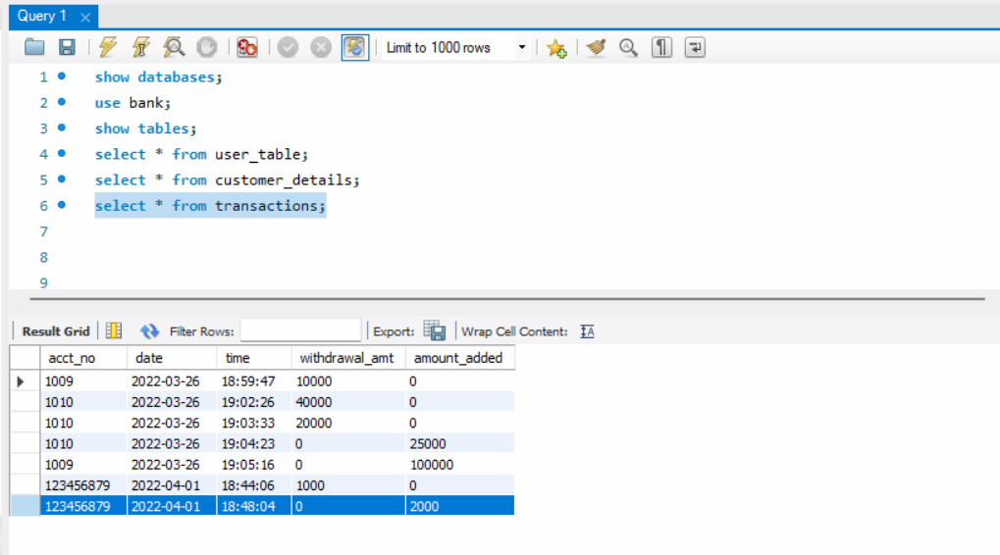 Query 1
Limit to 1000 rows
1 show databases;
2 use bank;
3 show tables;
4 select * from user_table;
5 select * from customer_details;
6 select * from transactions;
7
8
9
Result Grid Filter Rows: Export: Wrap Cell Content:
acct_no date time withdrawal_amt amount_added
1009 2022-03-26 18:59:47 10000 0
1010 2022-03-26 19:02:26 40000 0
1010 2022-03-26 19:03:33 20000 0
1010 2022-03-26 19:04:23 0 25000
1009 2022-03-26 19:05:16 0 100000
123456879 2022-04-01 18:44:06 1000 0
123456879 2022-04-01 18:48:04 0 2000